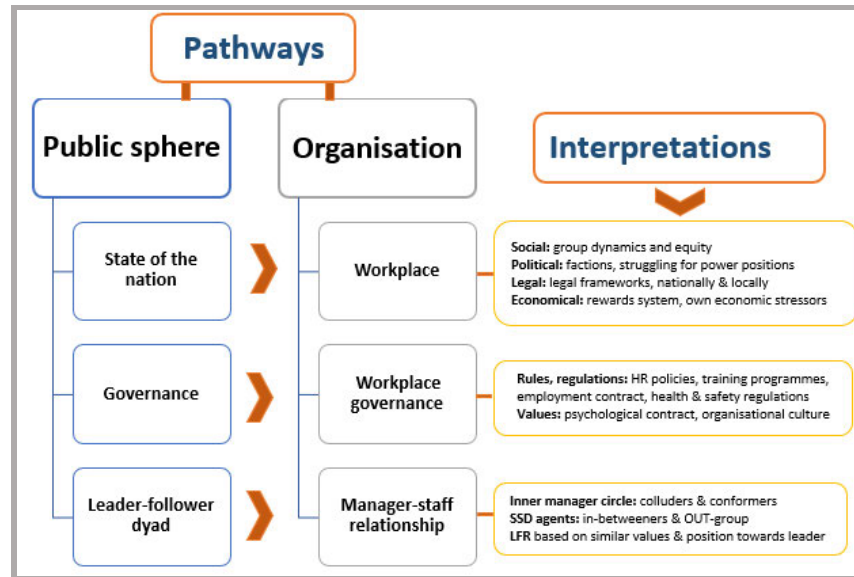 Pathways
Public sphere
Organisation
Interpretations
State of the
nation
Workplace
Social: group dynamics and equity
Political: factions, struggling for power positions
Legal: legal frameworks, nationally & locally
Economical: rewards system, own economic stressors
Governance
Workplace
governance
Rules, regulations: HR policies, training programmes,
employment contract, health & safety regulations
Values: psychological contract, organisational culture
Leader-follower
dyad
Manager-staff
relationship
Inner manager circle: colluders & conformers
SSD agents: in-betweeners & OUT-group
LFR based on similar values & position towards leader